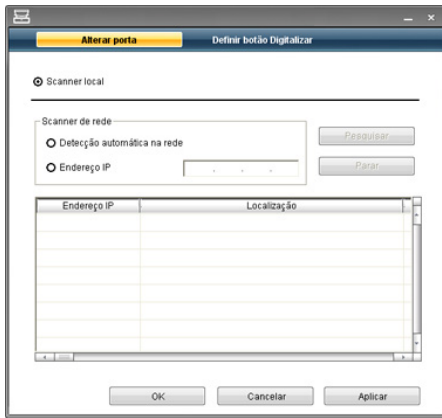 Alterar porta
Definir botão Digitalizar
Scanner local
Scanner de rede
Detecção automática na rede
Pesquisar
Endereço IP
Parar
Endereço IP
Localização
OK
Cancelar
Aplicar